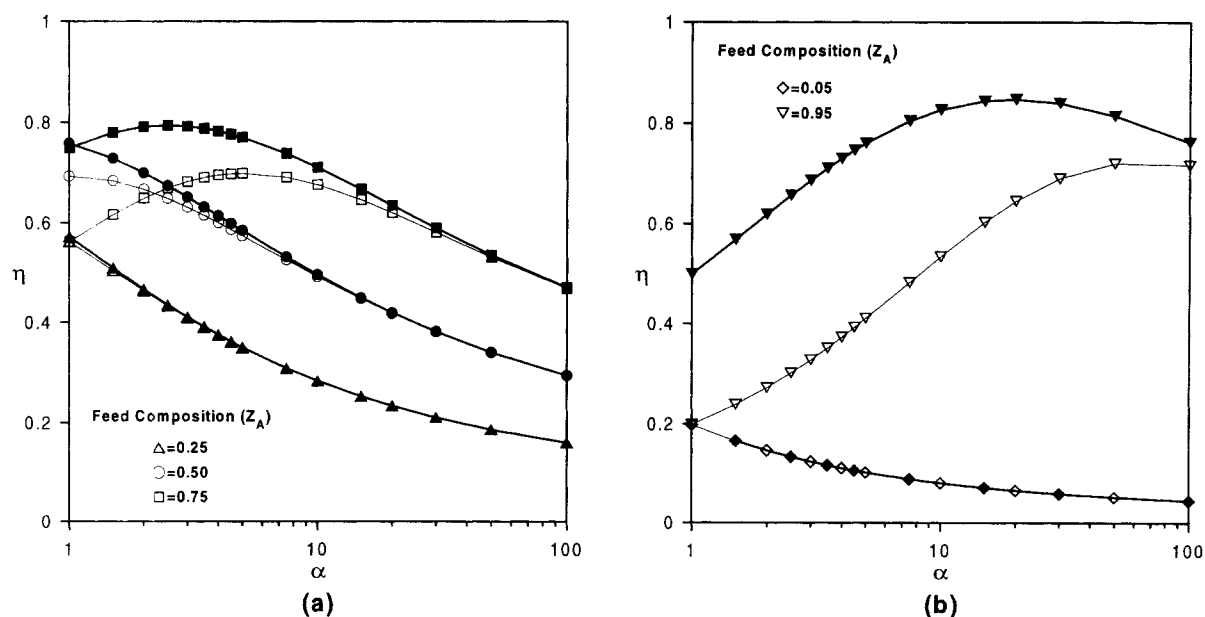 1
0.8
0.6
η
0.4
0.2
0
Feed Composition (Z_A)
△=0.25
○=0.50
□=0.75
1
10
100
α
(a)
1
0.8
0.6
η
0.4
0.2
0
Feed Composition (Z_A)
◇=0.05
▽=0.95
1
10
100
α
(b)